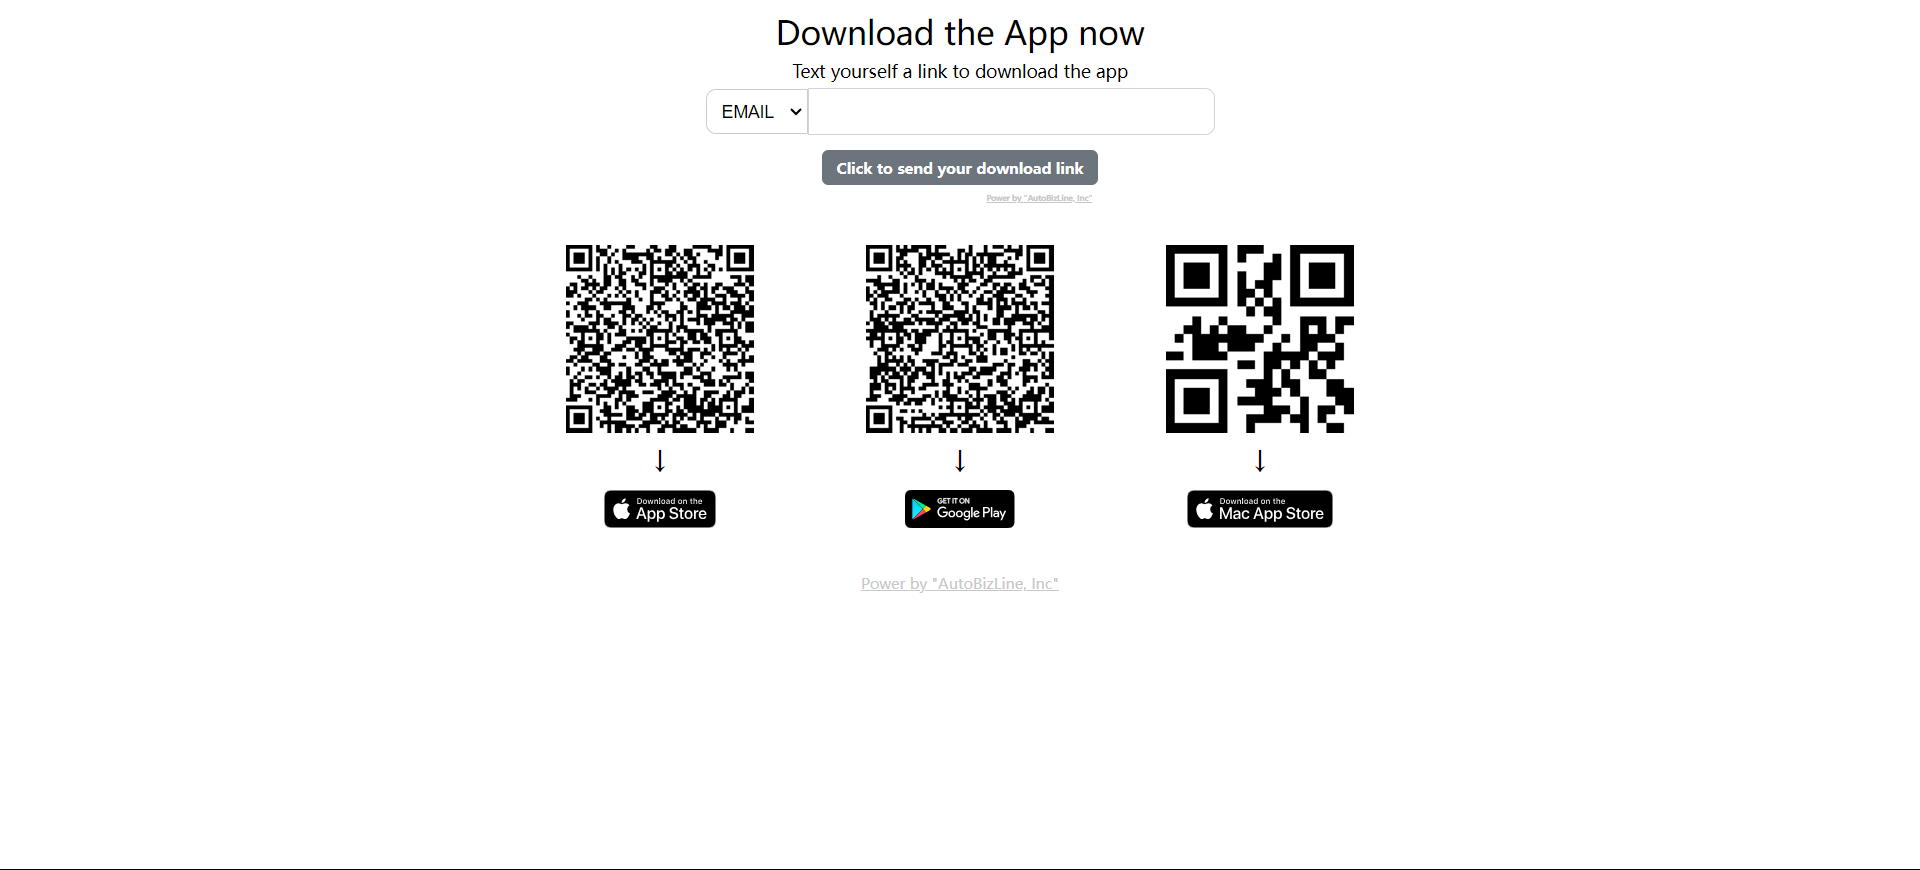 Download the App now
Text yourself a link to download the app
EMAIL
Click to send your download link
Power by "AutoBizLine, Inc"
↓ ↓ ↓
Download on the App Store
GET IT ON Google Play
Download on the Mac App Store
Power by "AutoBizLine, Inc"